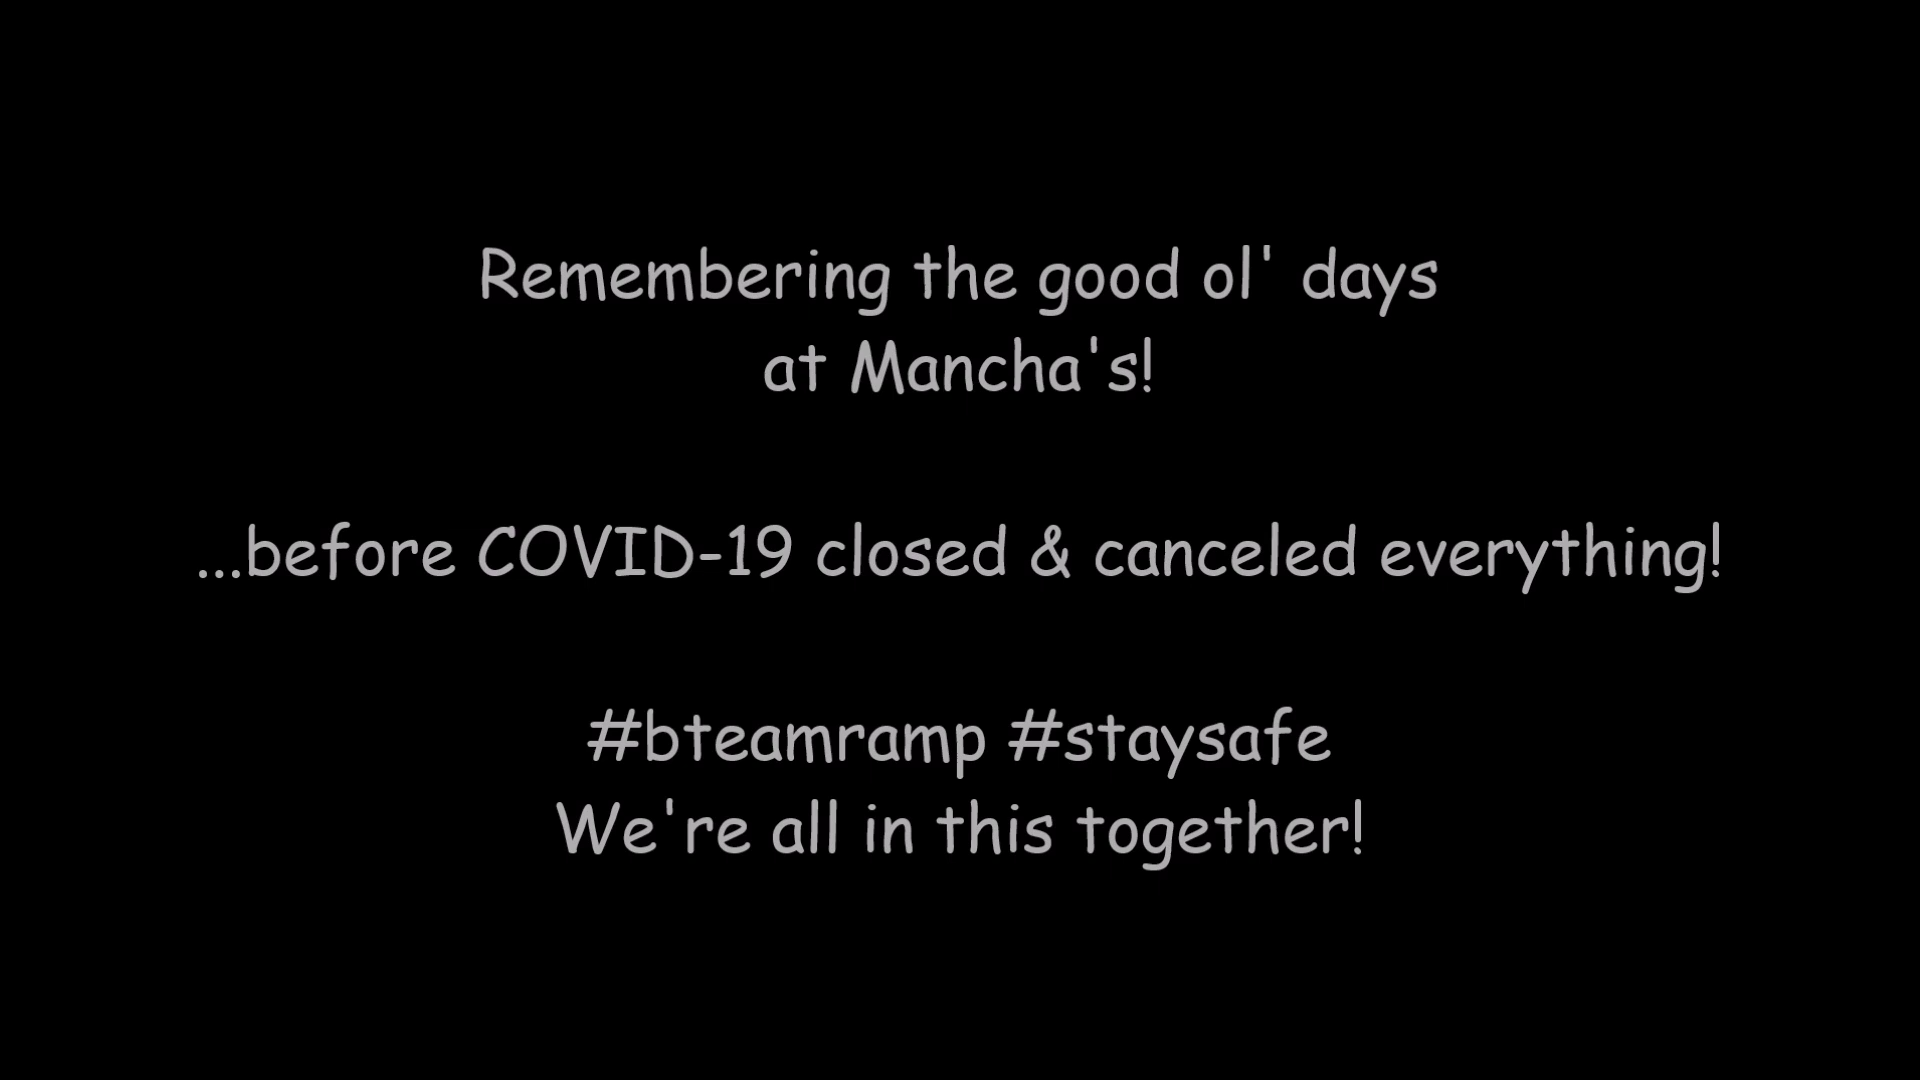 Remembering the good ol' days
at Mancha's!
...before COVID-19 closed & canceled everything!
#bteamramp #staysafe
We're all in this together!